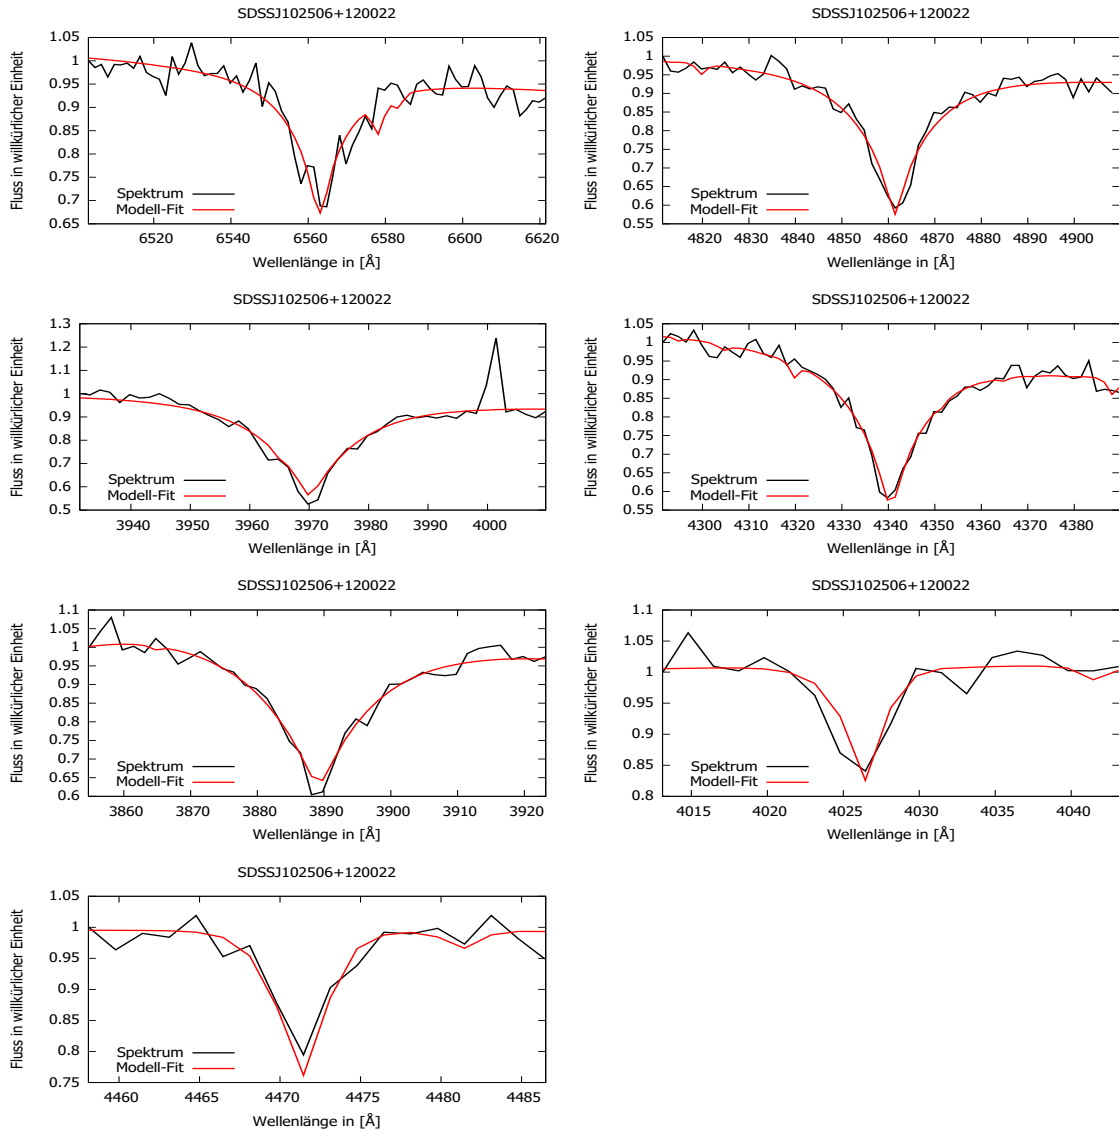 SDSSJ102506+120022
1.05
1
0.95
0.9
0.85
0.8
0.75
0.7
0.65
Fluss in willkürlicher Einheit
Spektrum
Modell-Fit
6520 6540 6560 6580 6600 6620
Wellenlänge in [Å]
SDSSJ102506+120022
1.05
1
0.95
0.9
0.85
0.8
0.75
0.7
0.65
0.6
0.55
Fluss in willkürlicher Einheit
Spektrum
Modell-Fit
4820 4830 4840 4850 4860 4870 4880 4890 4900
Wellenlänge in [Å]
SDSSJ102506+120022
1.3
1.2
1.1
1
0.9
0.8
0.7
0.6
0.5
Fluss in willkürlicher Einheit
Spektrum
Modell-Fit
3940 3950 3960 3970 3980 3990 4000
Wellenlänge in [Å]
SDSSJ102506+120022
1.05
1
0.95
0.9
0.85
0.8
0.75
0.7
0.65
0.6
0.55
Fluss in willkürlicher Einheit
Spektrum
Modell-Fit
4300 4310 4320 4330 4340 4350 4360 4370 4380
Wellenlänge in [Å]
SDSSJ102506+120022
1.1
1.05
1
0.95
0.9
0.85
0.8
0.75
0.7
0.65
0.6
Fluss in willkürlicher Einheit
Spektrum
Modell-Fit
3860 3870 3880 3890 3900 3910 3920
Wellenlänge in [Å]
SDSSJ102506+120022
1.1
1.05
1
0.95
0.9
0.85
0.8
Fluss in willkürlicher Einheit
Spektrum
Modell-Fit
4015 4020 4025 4030 4035 4040
Wellenlänge in [Å]
SDSSJ102506+120022
1.05
1
0.95
0.9
0.85
0.8
0.75
Fluss in willkürlicher Einheit
Spektrum
Modell-Fit
4460 4465 4470 4475 4480 4485
Wellenlänge in [Å]